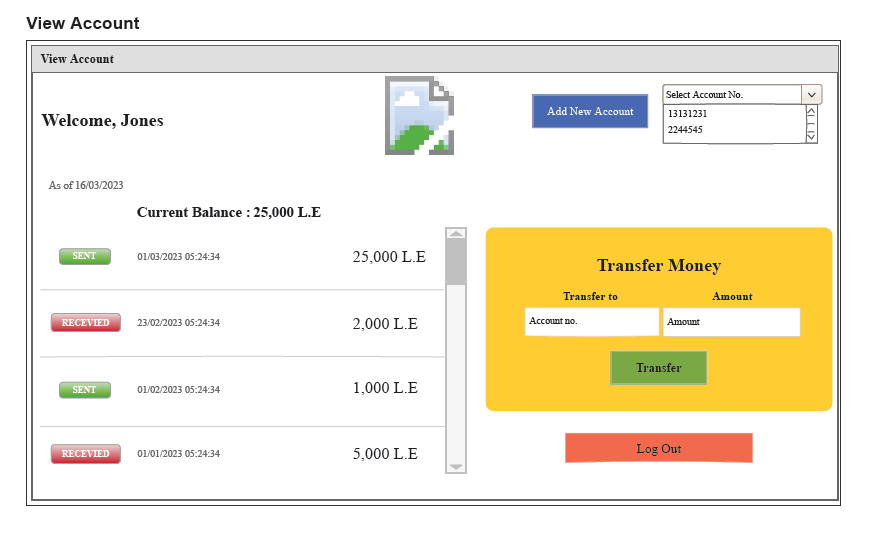 View Account
View Account
Welcome, Jones
Add New Account
Select Account No.
13131231
2244545
As of 16/03/2023
Current Balance : 25,000 L.E
SENT 01/03/2023 05:24:34 25,000 L.E
RECEVIED 23/02/2023 05:24:34 2,000 L.E
SENT 01/02/2023 05:24:34 1,000 L.E
RECEVIED 01/01/2023 05:24:34 5,000 L.E
Transfer Money
Transfer to Amount
Account no. Amount
Transfer
Log Out